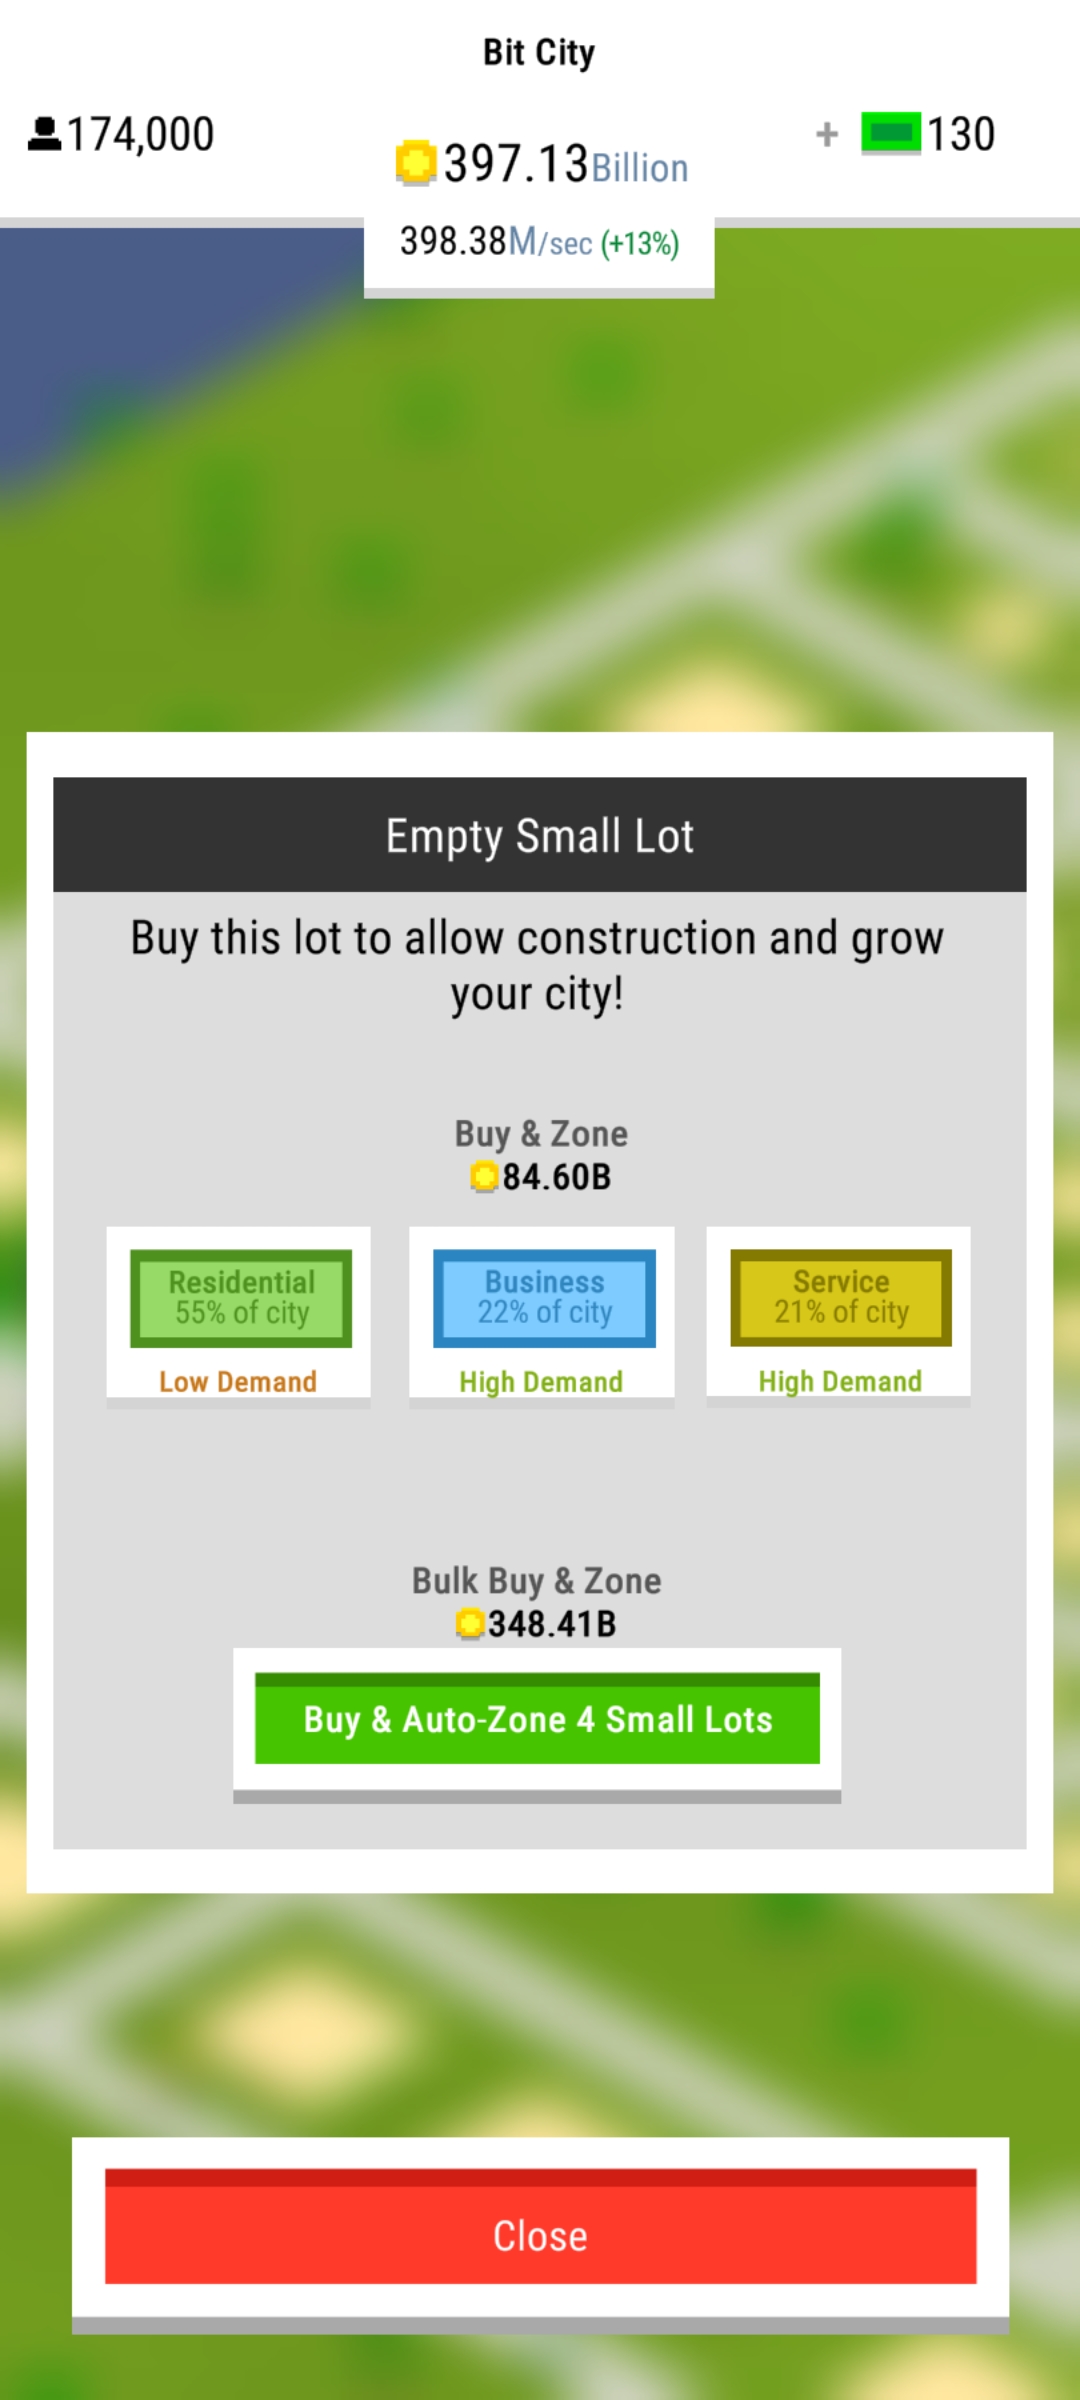 Bit City
174,000
397.13Billion
+ 130
398.38M/sec (+13%)
Empty Small Lot
Buy this lot to allow construction and grow
your city!
Buy & Zone
84.60B
Residential
55% of city
Low Demand
Business
22% of city
High Demand
Service
21% of city
High Demand
Bulk Buy & Zone
348.41B
Buy & Auto-Zone 4 Small Lots
Close